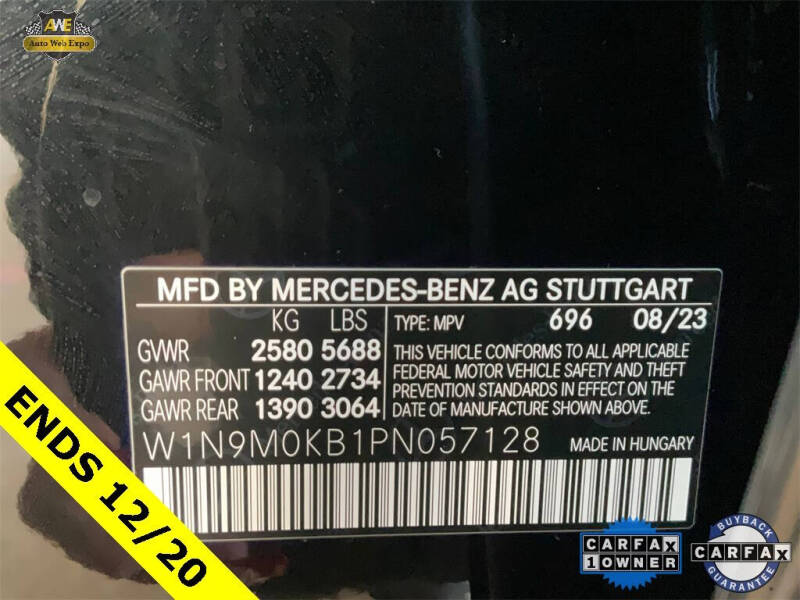 AWE
Auto Web Expo
MFD BY MERCEDES-BENZ AG STUTTGART
KG LBS TYPE: MPV 696 08/23
GVWR 2580 5688
GAWR FRONT 1240 2734
GAWR REAR 1390 3064
THIS VEHICLE CONFORMS TO ALL APPLICABLE
FEDERAL MOTOR VEHICLE SAFETY AND THEFT
PREVENTION STANDARDS IN EFFECT ON THE
DATE OF MANUFACTURE SHOWN ABOVE.
W1N9M0KB1PN057128 MADE IN HUNGARY
ENDS 12/20
CARFAX
1 OWNER
BUYBACK
CARFAX
GUARANTEE